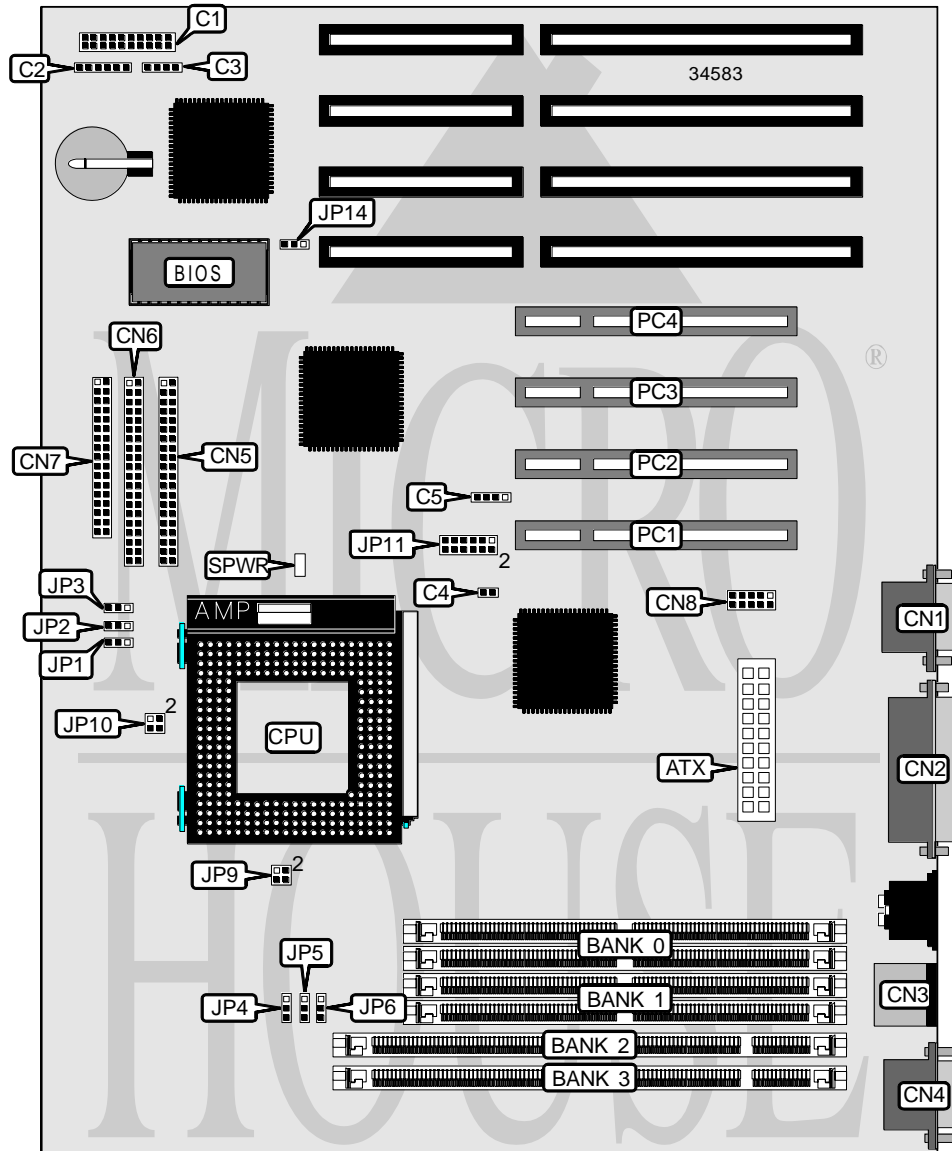 C1
C2
C3
34583
JP14
BIOS
PC4
CN6
®
PC3
CN7
CN5
PC2
C5
JP11
2
PC1
SPWR
C4
CN8
CN1
JP3
AMP
JP2
JP1
JP10
2
CPU
ATX
CN2
JP9
2
BANK 0
JP5
JP4
JP6
BANK 1
CN3
BANK 2
BANK 3
CN4
MICRO
HOUSE